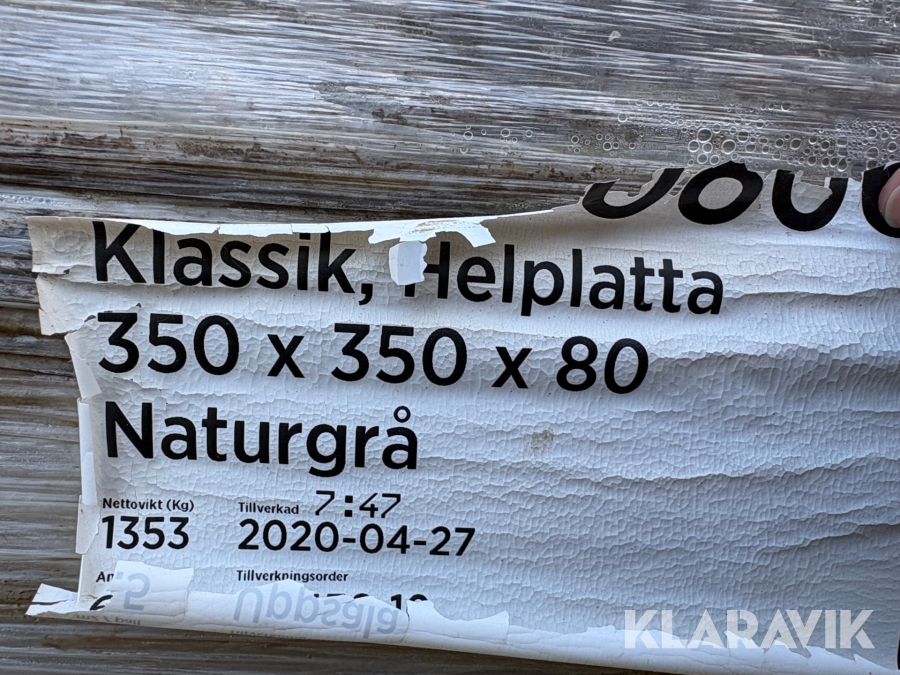 Klassik, Helplatta
350 x 350 x 80
Naturgrå
Nettovikt (Kg)
1353
Tillverkad 7:47
2020-04-27
Tillverkningsorder
KLARAVIK